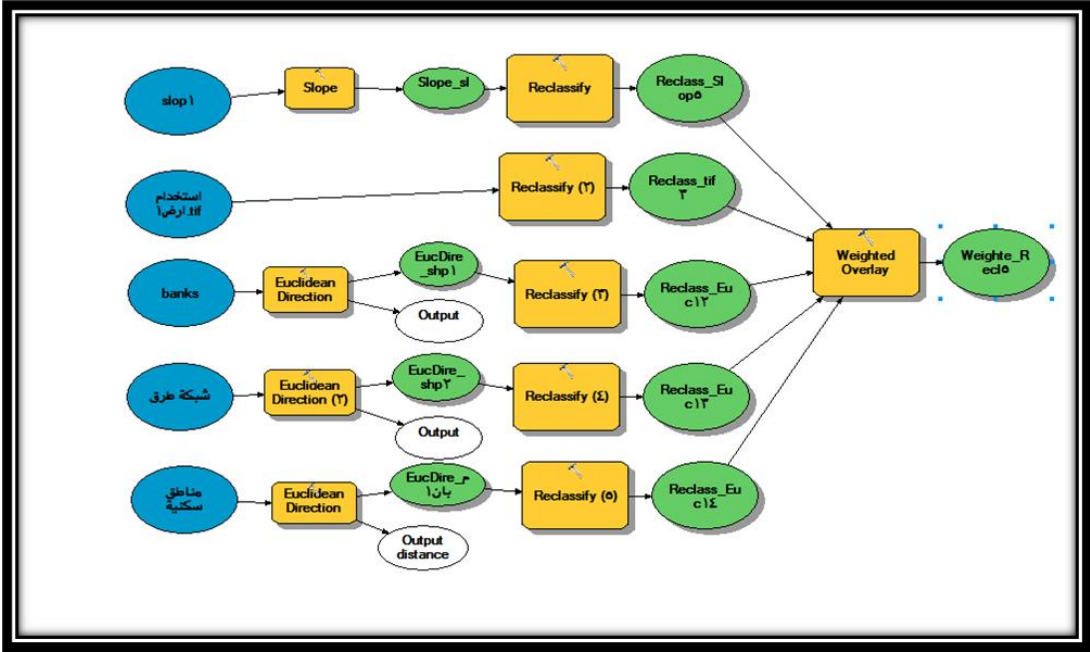 slop١
Slope
Slope_sl
Reclassify
Reclass_Sl
op٥
استخدام
ارض١.tif
Reclassify (٢)
Reclass_tif
٣
banks
Euclidean
Direction
EucDire
_shp١
Output
Reclassify (٣)
Reclass_Eu
c١٢
Weighted
Overlay
Weighte_R
ecl٥
شبكة طرق
Euclidean
Direction (٢)
EucDire_
shp٢
Output
Reclassify (٤)
Reclass_Eu
c١٣
مناطق
سكنية
Euclidean
Direction
EucDire_م
بان١
Output
distance
Reclassify (٥)
Reclass_Eu
c١٤